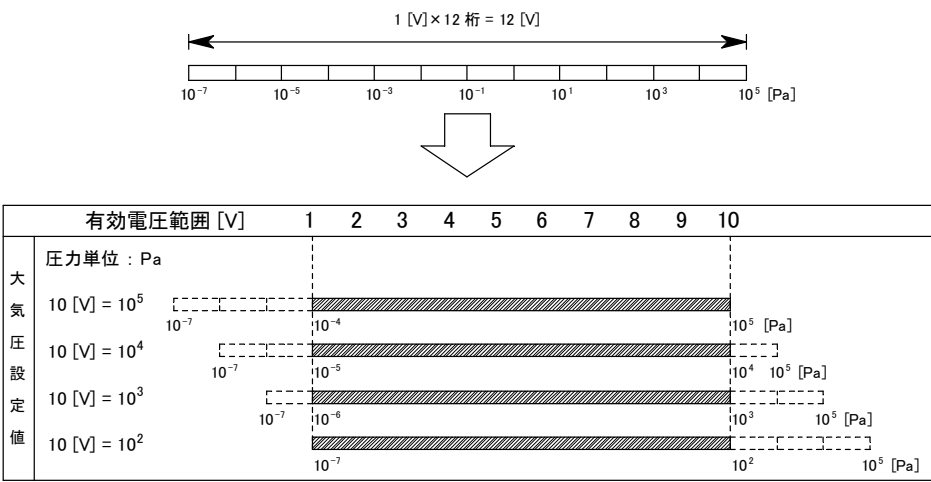 1 [V]×12 桁 = 12 [V]
10⁻⁷ 10⁻⁵ 10⁻³ 10⁻¹ 10¹ 10³ 10⁵ [Pa]
有効電圧範囲 [V] 1 2 3 4 5 6 7 8 9 10
大気圧設定値
圧力単位 : Pa
10 [V] = 10⁵
10⁻⁷ 10⁻⁴ 10⁵ [Pa]
10 [V] = 10⁴
10⁻⁷ 10⁻⁵ 10⁴ 10⁵ [Pa]
10 [V] = 10³
10⁻⁷ 10⁻⁶ 10³ 10⁵ [Pa]
10 [V] = 10²
10⁻⁷ 10² 10⁵ [Pa]